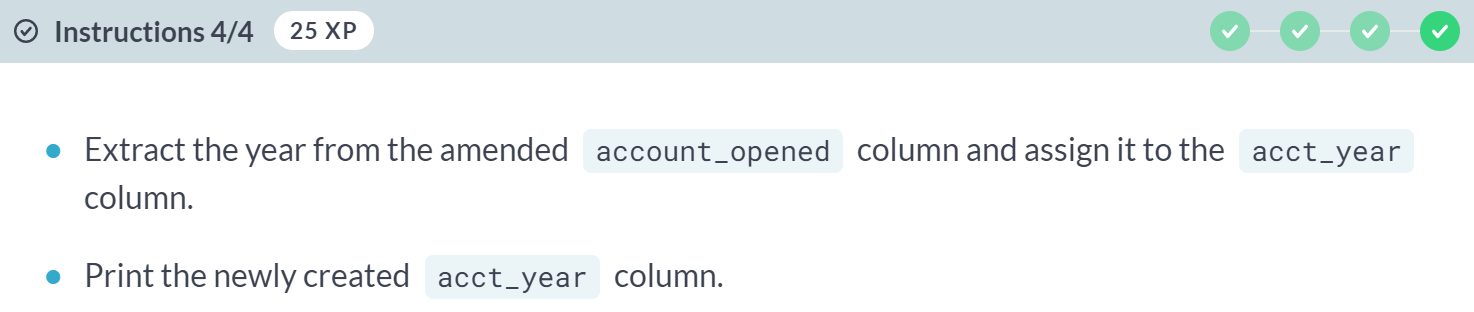 Instructions 4/4 25 XP
Extract the year from the amended account_opened column and assign it to the acct_year
column.
Print the newly created acct_year column.